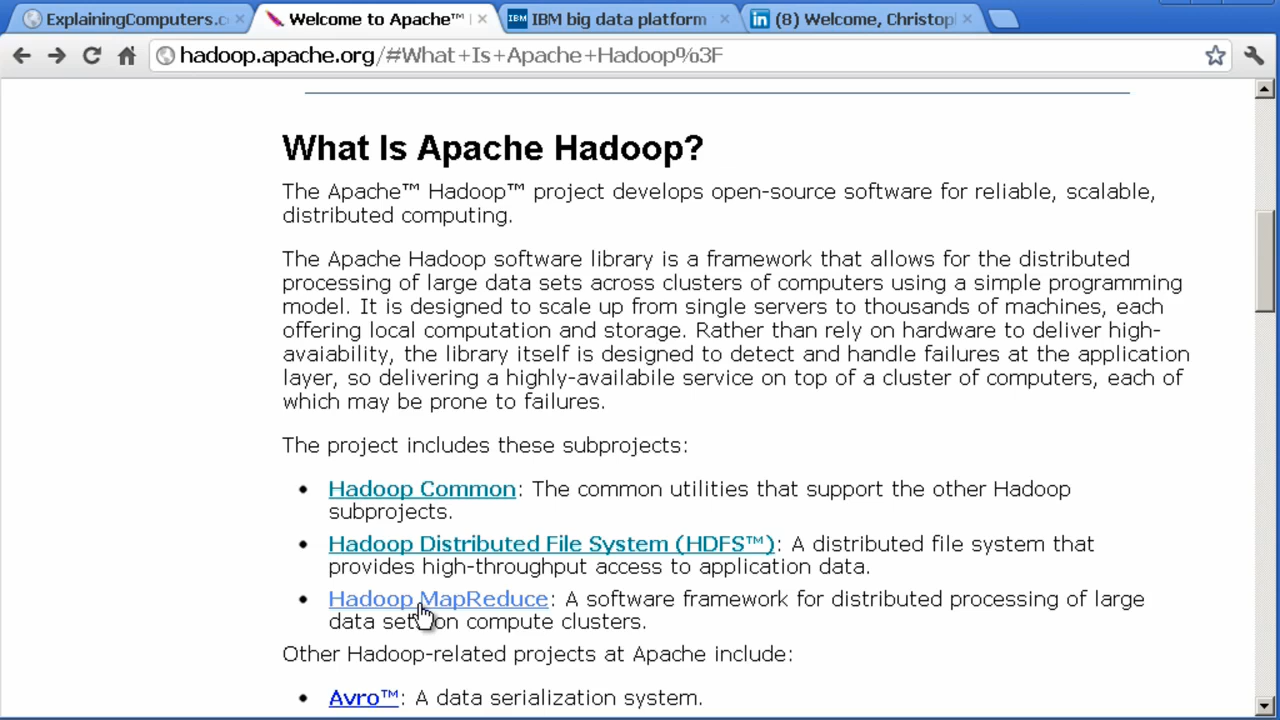 ExplainingComputers.c
Welcome to Apache™
IBM IBM big data platform
in (8) Welcome, Christop
hadoop.apache.org/#What+Is+Apache+Hadoop%3F
What Is Apache Hadoop?
The Apache™ Hadoop™ project develops open-source software for reliable, scalable,
distributed computing.
The Apache Hadoop software library is a framework that allows for the distributed
processing of large data sets across clusters of computers using a simple programming
model. It is designed to scale up from single servers to thousands of machines, each
offering local computation and storage. Rather than rely on hardware to deliver high-
avaiability, the library itself is designed to detect and handle failures at the application
layer, so delivering a highly-availabile service on top of a cluster of computers, each of
which may be prone to failures.
The project includes these subprojects:
• Hadoop Common: The common utilities that support the other Hadoop
subprojects.
• Hadoop Distributed File System (HDFS™): A distributed file system that
provides high-throughput access to application data.
• Hadoop MapReduce: A software framework for distributed processing of large
data sets on compute clusters.
Other Hadoop-related projects at Apache include:
• Avro™: A data serialization system.